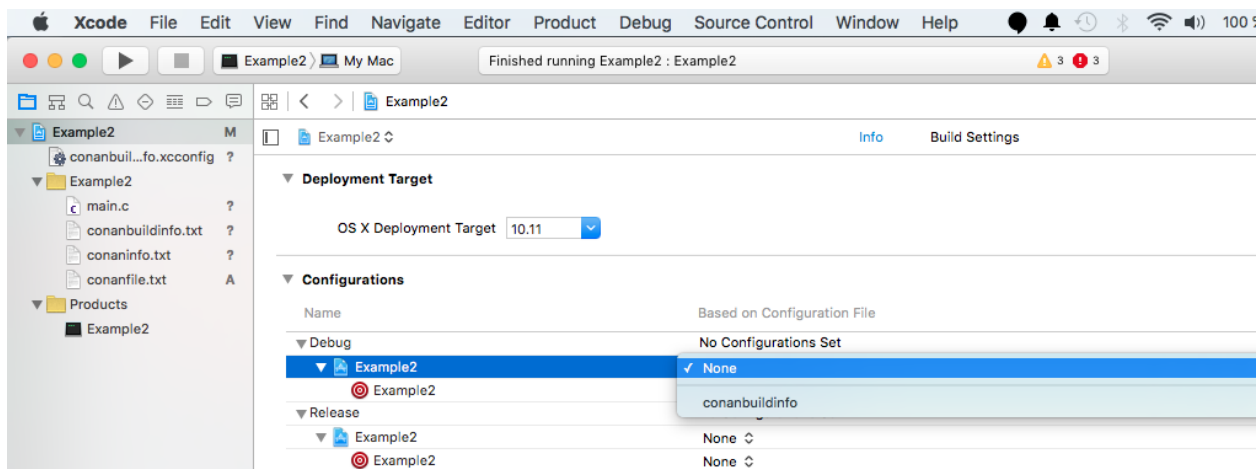 Xcode File Edit View Find Navigate Editor Product Debug Source Control Window Help 100 %
Example2 My Mac Finished running Example2 : Example2 3 3
Example2
Example2 M
conanbuil...fo.xcconfig ?
Example2
main.c ?
conanbuildinfo.txt ?
conaninfo.txt ?
conanfile.txt A
Products
Example2
Example2 Info Build Settings
Deployment Target
OS X Deployment Target 10.11
Configurations
Name Based on Configuration File
Debug No Configurations Set
Example2 ✓ None
Example2
conanbuildinfo
Release
Example2 None
Example2 None